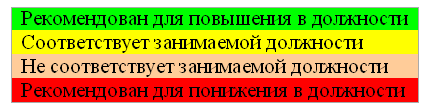 Рекомендован для повышения в должности
Соответствует занимаемой должности
Не соответствует занимаемой должности
Рекомендован для понижения в должности